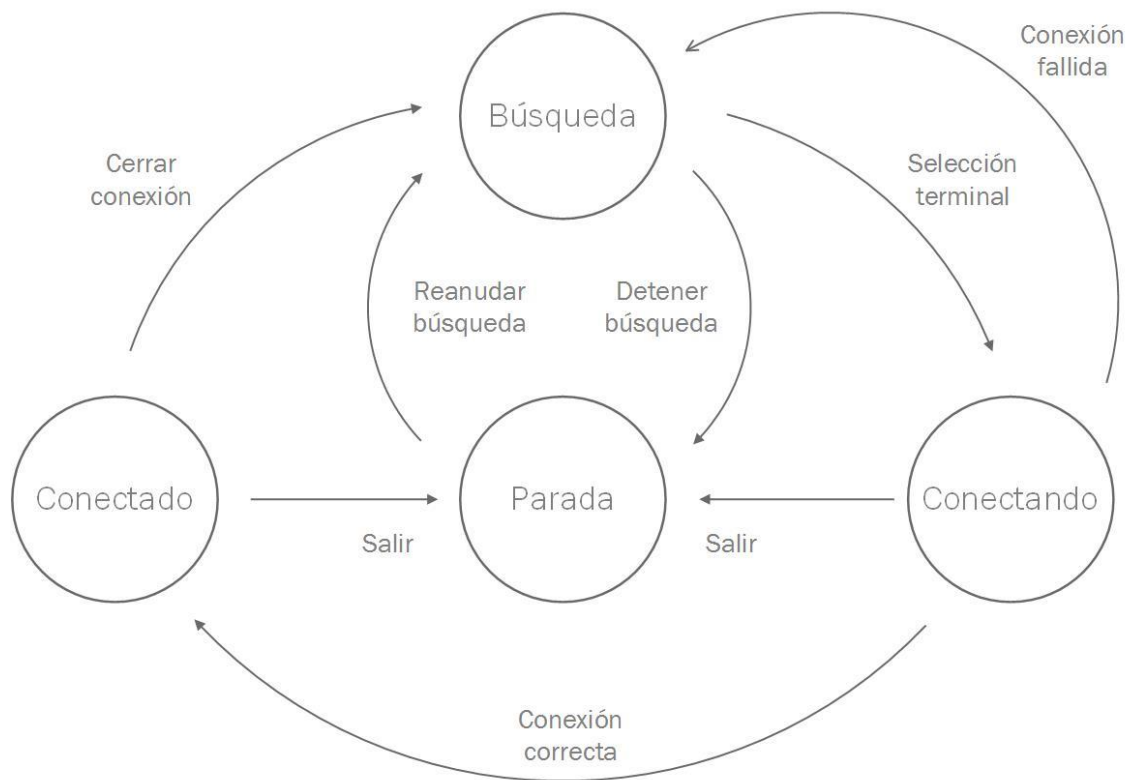 Conexión
fallida
Búsqueda
Cerrar
conexión
Selección
terminal
Reanudar
búsqueda
Detener
búsqueda
Conectado
Parada
Conectando
Salir
Salir
Conexión
correcta